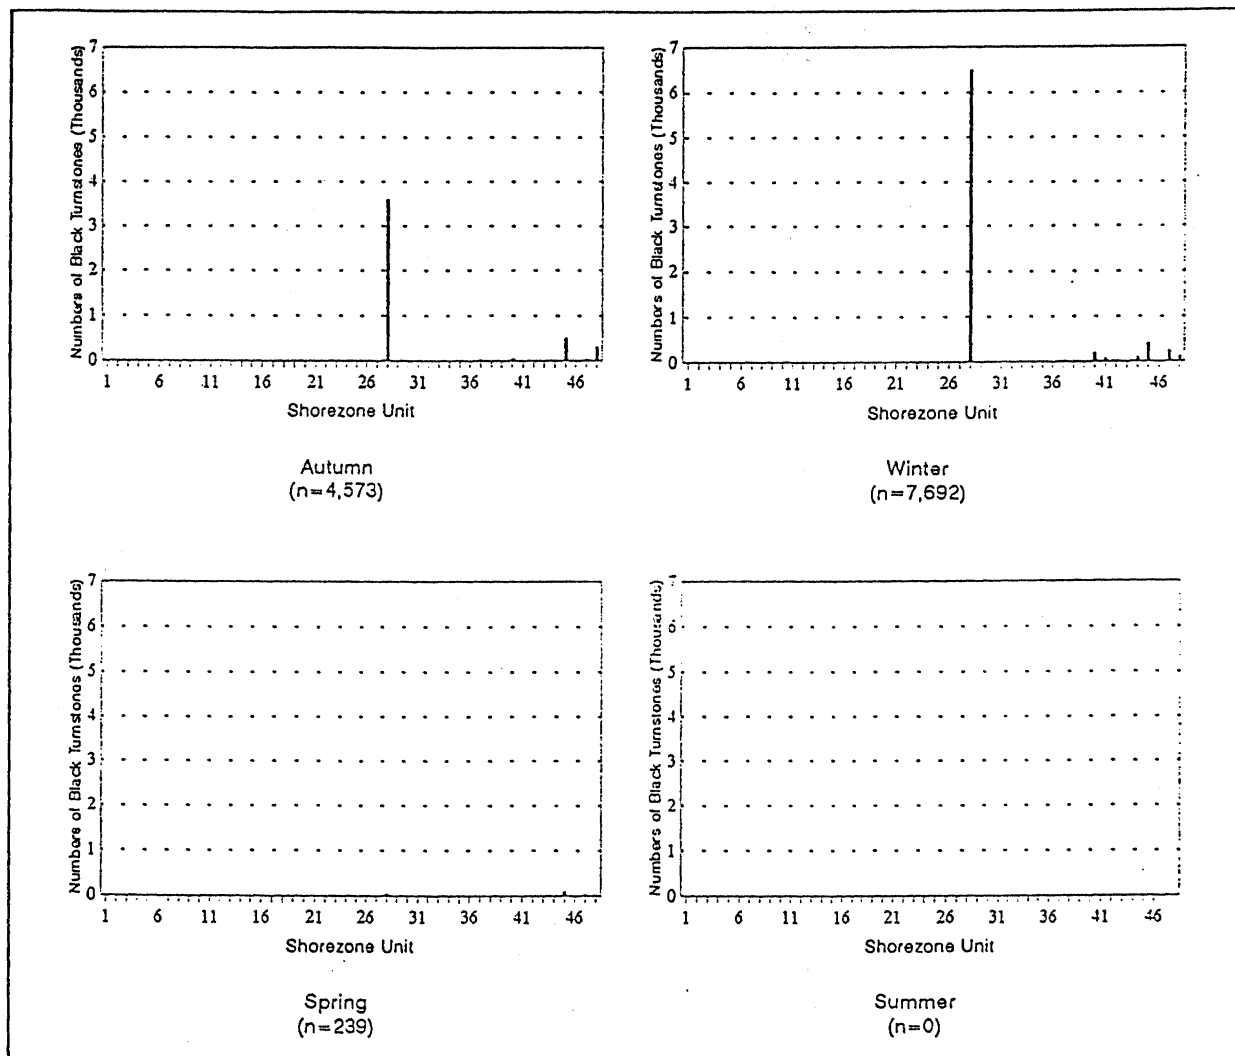 Numbers of Black Turnstones (Thousands)
7
6
5
4
3
2
1
0
1 6 11 16 21 26 31 36 41 46
Shorezone Unit
Autumn
(n=4,573)
Numbers of Black Turnstones (Thousands)
7
6
5
4
3
2
1
0
1 6 11 16 21 26 31 36 41 46
Shorezone Unit
Winter
(n=7,692)
Numbers of Black Turnstones (Thousands)
7
6
5
4
3
2
1
0
1 6 11 16 21 26 31 36 41 46
Shorezone Unit
Spring
(n=239)
Numbers of Black Turnstones (Thousands)
7
6
5
4
3
2
1
0
1 6 11 16 21 26 31 36 41 46
Shorezone Unit
Summer
(n=0)